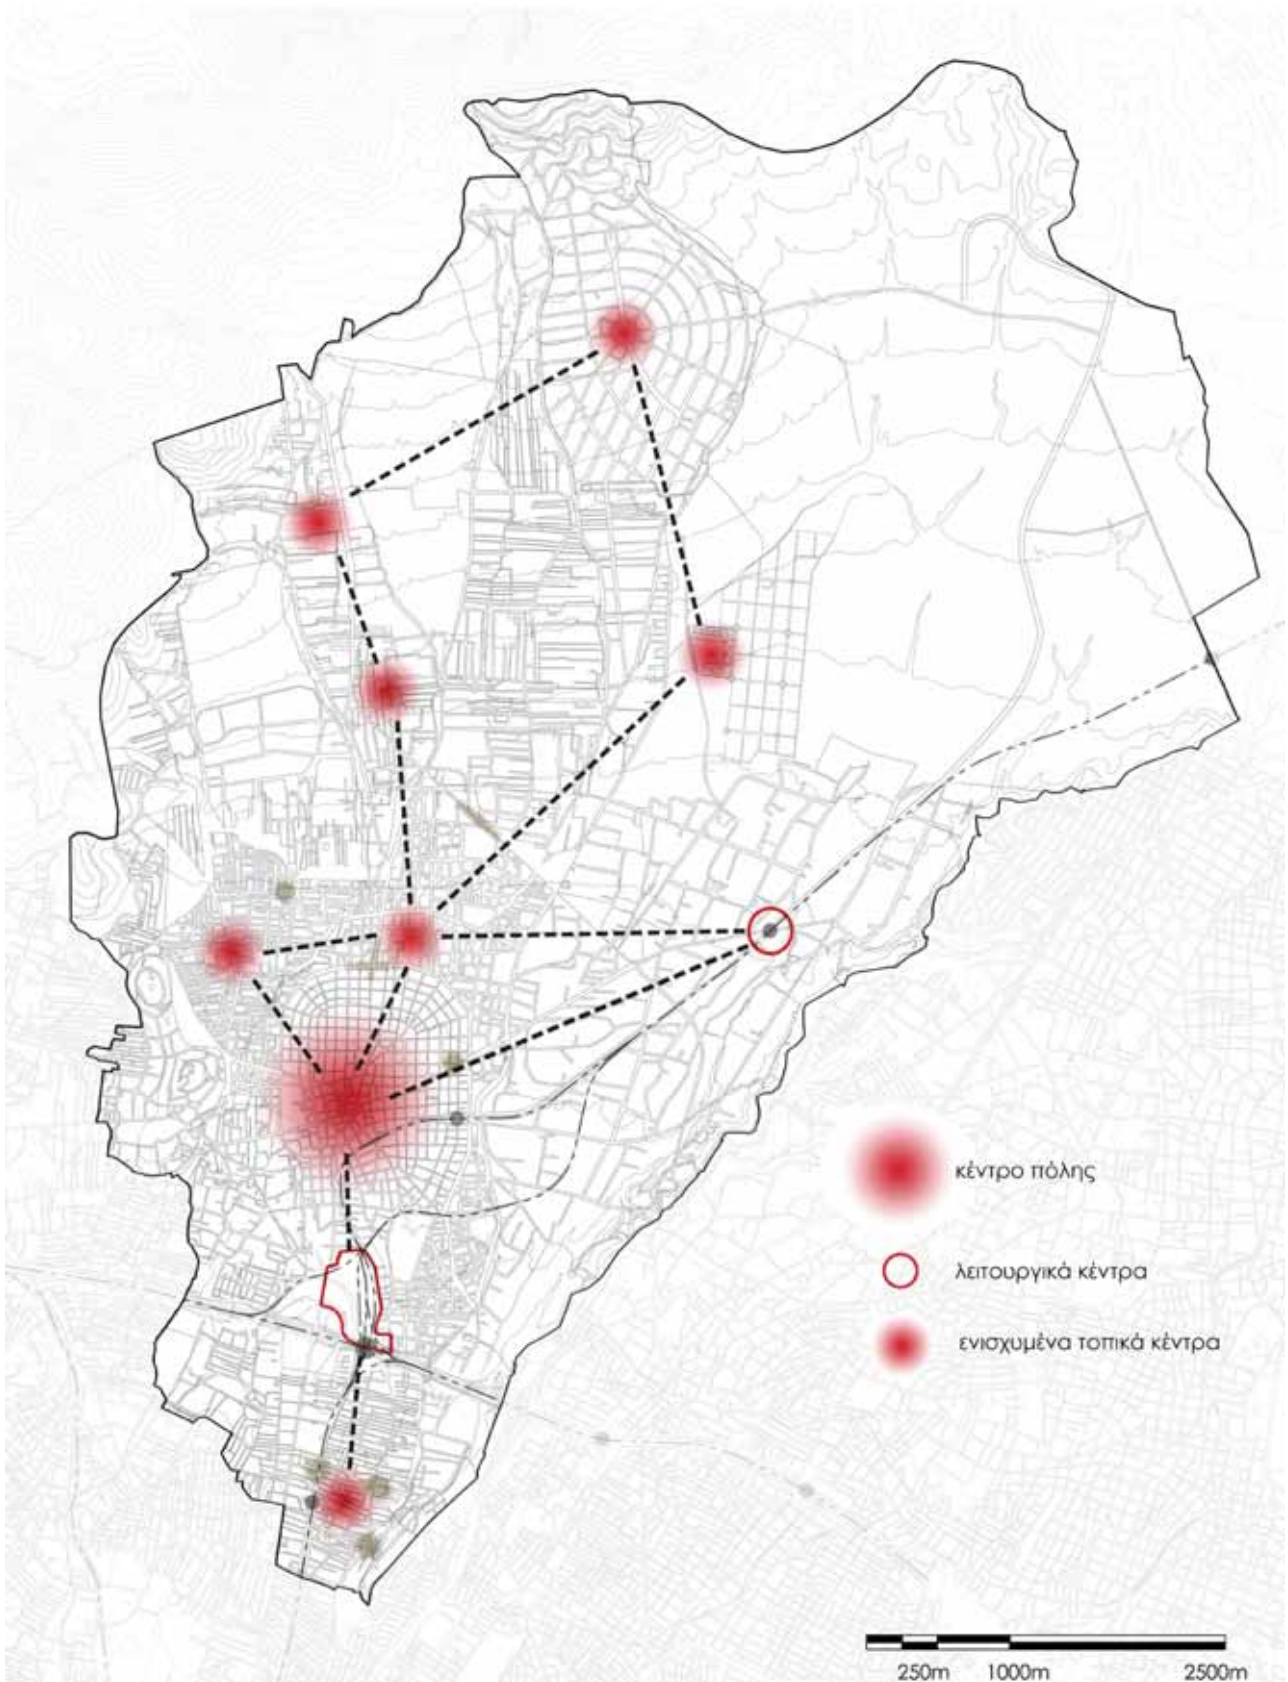 κέντρο πόλης
λειτουργικά κέντρα
ενισχυμένα τοπικά κέντρα
250m 1000m 2500m